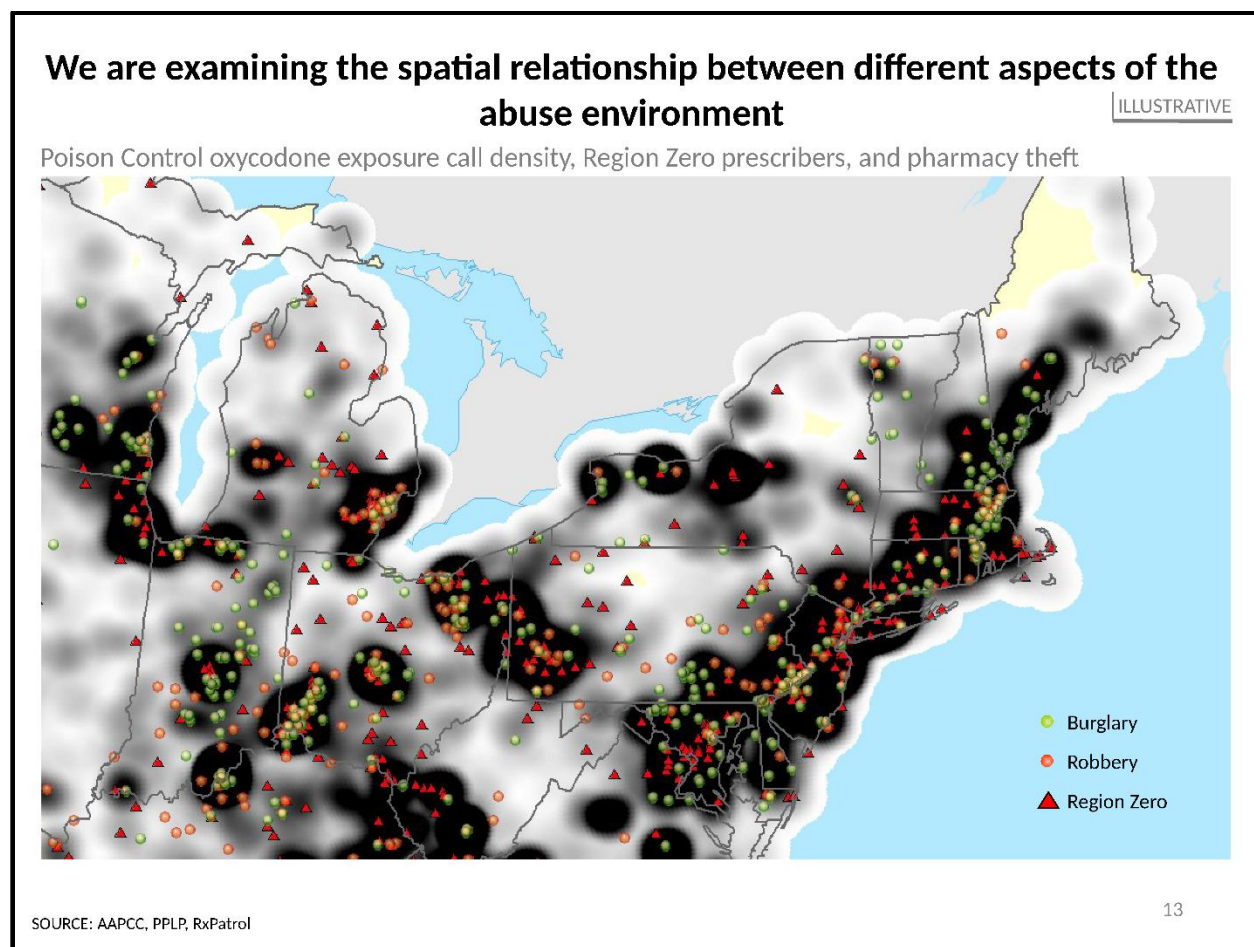 We are examining the spatial relationship between different aspects of the
abuse environment
ILLUSTRATIVE
Poison Control oxycodone exposure call density, Region Zero prescribers, and pharmacy theft
Burglary
Robbery
Region Zero
SOURCE: AAPCC, PPLP, RxPatrol
13